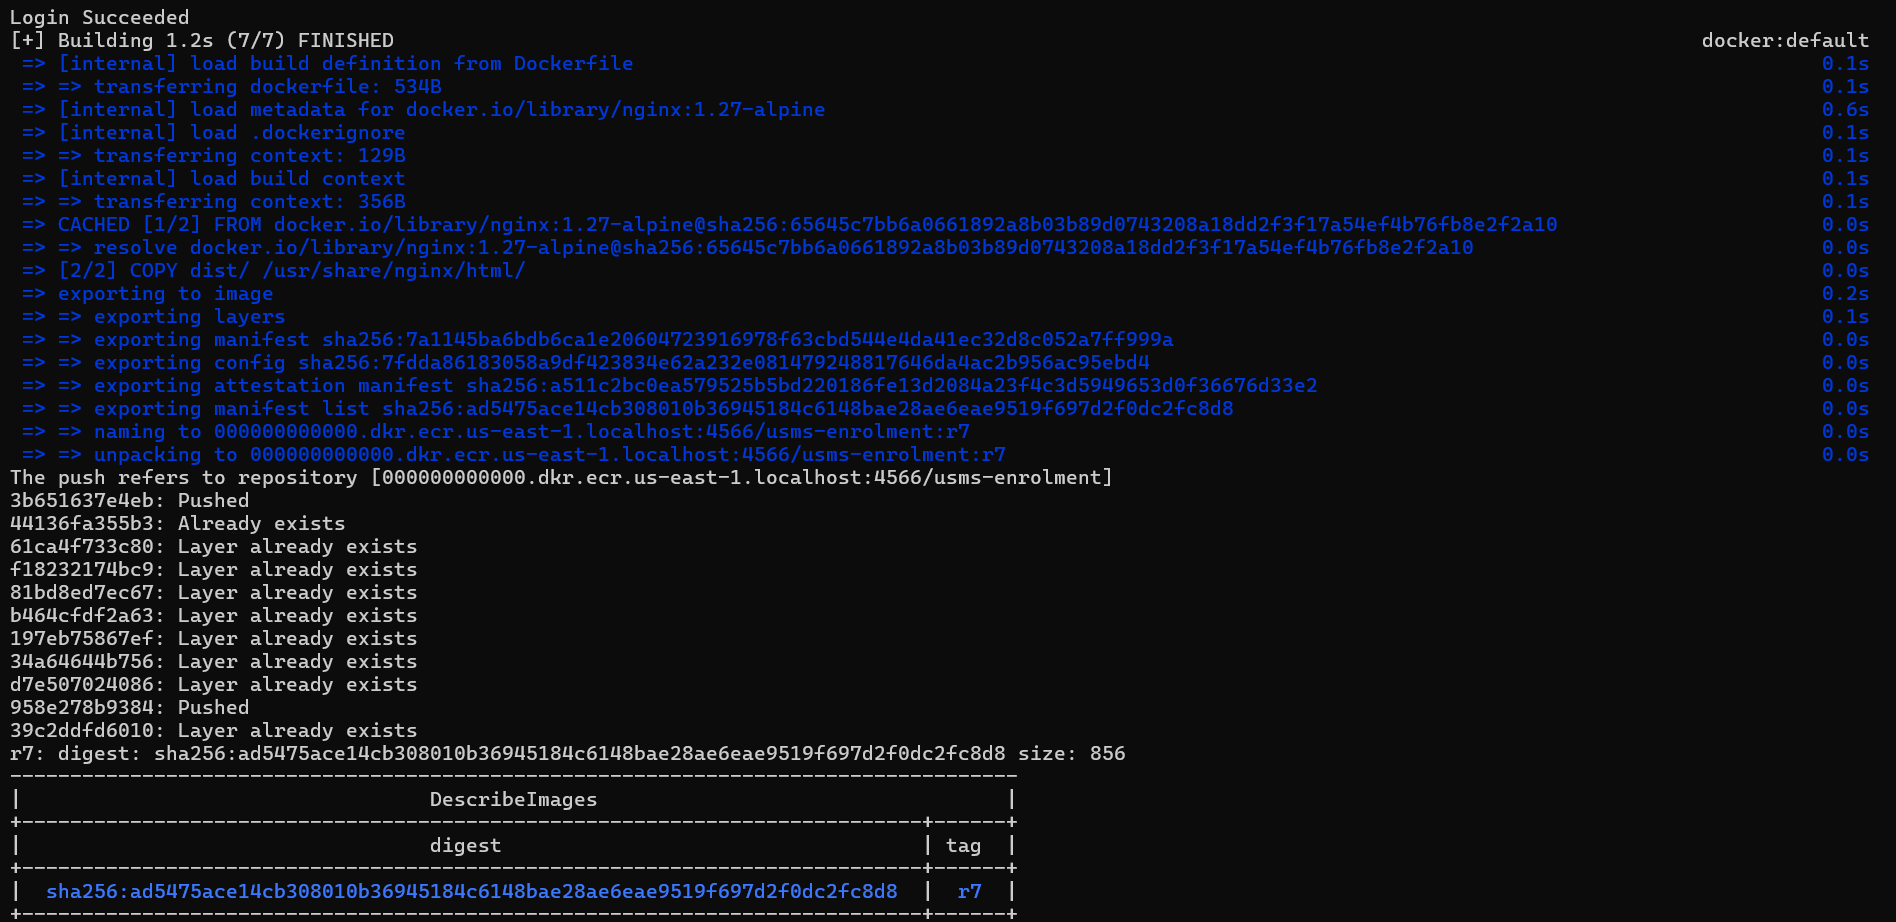 Login Succeeded
[+] Building 1.2s (7/7) FINISHED docker:default
=> [internal] load build definition from Dockerfile 0.1s
=> => transferring dockerfile: 534B 0.1s
=> [internal] load metadata for docker.io/library/nginx:1.27-alpine 0.6s
=> [internal] load .dockerignore 0.1s
=> => transferring context: 129B 0.1s
=> [internal] load build context 0.1s
=> => transferring context: 356B 0.1s
=> CACHED [1/2] FROM docker.io/library/nginx:1.27-alpine@sha256:65645c7bb6a0661892a8b03b89d0743208a18dd2f3f17a54ef4b76fb8e2f2a10 0.0s
=> => resolve docker.io/library/nginx:1.27-alpine@sha256:65645c7bb6a0661892a8b03b89d0743208a18dd2f3f17a54ef4b76fb8e2f2a10 0.0s
=> [2/2] COPY dist/ /usr/share/nginx/html/ 0.0s
=> exporting to image 0.2s
=> => exporting layers 0.1s
=> => exporting manifest sha256:7a1145ba6bdb6ca1e20604723916978f63cbd544e4da41ec32d8c052a7ff999a 0.0s
=> => exporting config sha256:7fdda86183058a9df423834e62a232e081479248817646da4ac2b956ac95ebd4 0.0s
=> => exporting attestation manifest sha256:a511c2bc0ea579525b5bd220186fe13d2084a23f4c3d5949653d0f36676d33e2 0.0s
=> => exporting manifest list sha256:ad5475ace14cb308010b36945184c6148bae28ae6eae9519f697d2f0dc2fc8d8 0.0s
=> => naming to 000000000000.dkr.ecr.us-east-1.localhost:4566/usms-enrolment:r7 0.0s
=> => unpacking to 000000000000.dkr.ecr.us-east-1.localhost:4566/usms-enrolment:r7 0.0s
The push refers to repository [000000000000.dkr.ecr.us-east-1.localhost:4566/usms-enrolment]
3b651637e4eb: Pushed
44136fa355b3: Already exists
61ca4f733c80: Layer already exists
f18232174bc9: Layer already exists
81bd8ed7ec67: Layer already exists
b464cfdf2a63: Layer already exists
197eb75867ef: Layer already exists
34a64644b756: Layer already exists
d7e507024086: Layer already exists
958e278b9384: Pushed
39c2ddfd6010: Layer already exists
r7: digest: sha256:ad5475ace14cb308010b36945184c6148bae28ae6eae9519f697d2f0dc2fc8d8 size: 856
DescribeImages
digest | tag
sha256:ad5475ace14cb308010b36945184c6148bae28ae6eae9519f697d2f0dc2fc8d8 | r7